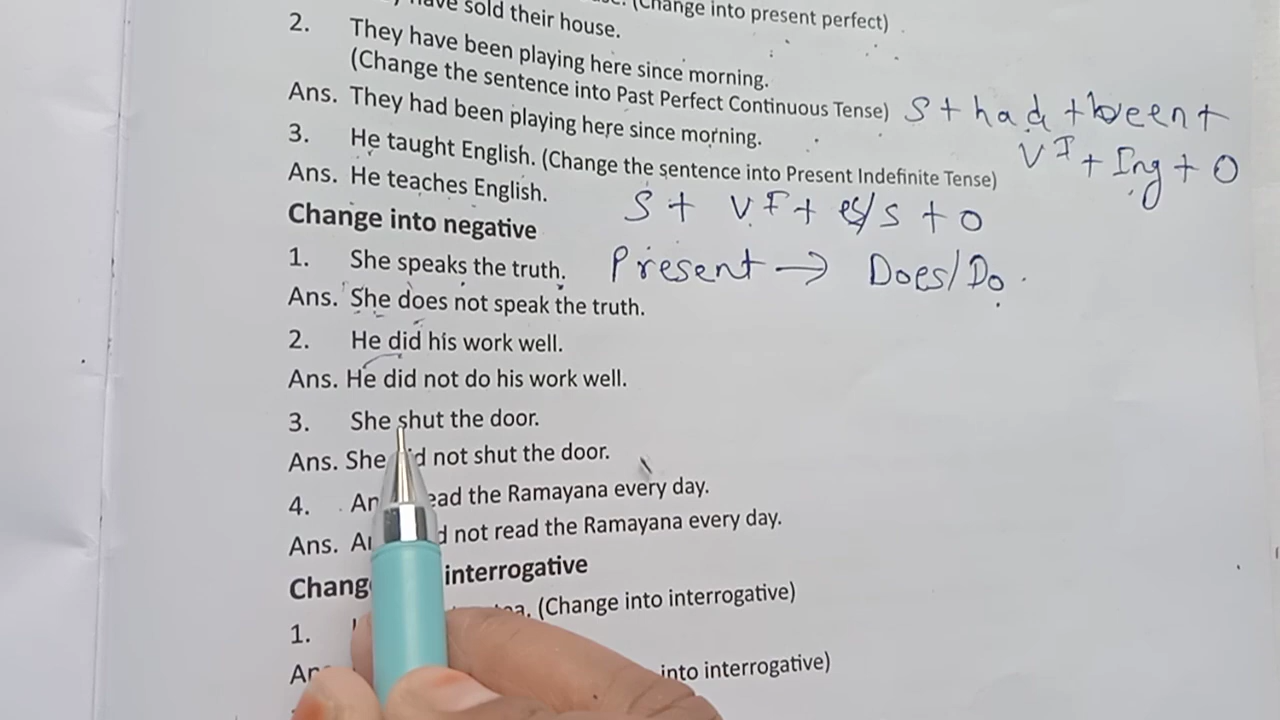 have sold their house. (Change into present perfect)
2. They have been playing here since morning.
(Change the sentence into Past Perfect Continuous Tense) S + had + been +
Ans. They had been playing here since morning. V I + Ing + O
3. He taught English. (Change the sentence into Present Indefinite Tense)
Ans. He teaches English. S + V I + es/s + O
Change into negative
1. She speaks the truth. Present → Does/Do.
Ans. She does not speak the truth.
2. He did his work well.
Ans. He did not do his work well.
3. She shut the door.
Ans. She did not shut the door.
4. the Ramayana every day.
Ans. not read the Ramayana every day.
interrogative
1. (Change into interrogative)
into interrogative)